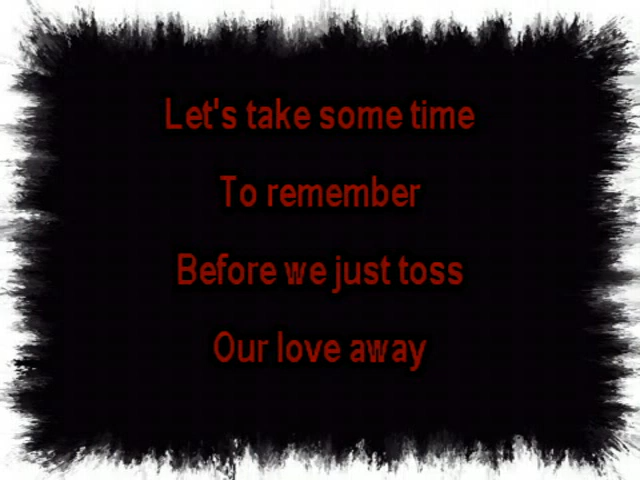 Let's take some time
To remember
Before we just toss
Our love away